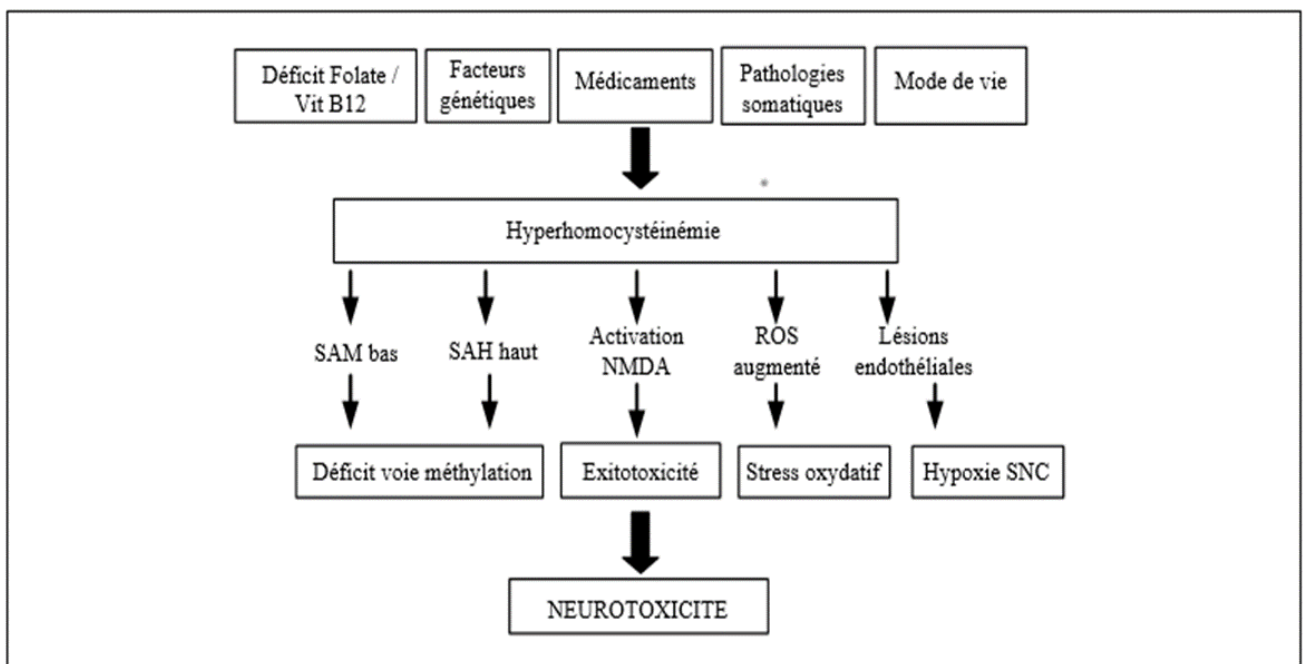 Déficit Folate /
Vit B12
Facteurs
génétiques
Médicaments
Pathologies
somatiques
Mode de vie
Hyperhomocystéinémie
SAM bas
SAH haut
Activation
NMDA
ROS
augmenté
Lésions
endothéliales
Déficit voie méthylation
Exitotoxicité
Stress oxydatif
Hypoxie SNC
NEUROTOXICITE